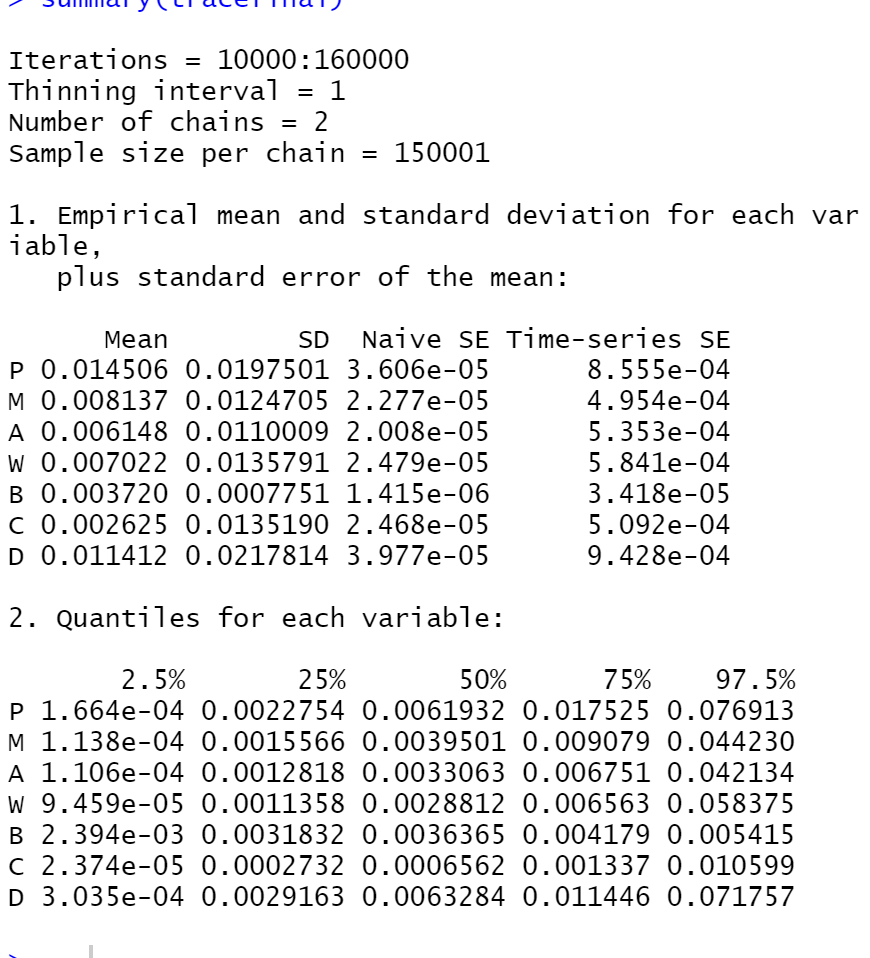 > summary(tracefinal)
Iterations = 10000:160000
Thinning interval = 1
Number of chains = 2
Sample size per chain = 150001
1. Empirical mean and standard deviation for each var
iable,
   plus standard error of the mean:
      Mean        SD  Naive SE Time-series SE
P 0.014506 0.0197501 3.606e-05      8.555e-04
M 0.008137 0.0124705 2.277e-05      4.954e-04
A 0.006148 0.0110009 2.008e-05      5.353e-04
W 0.007022 0.0135791 2.479e-05      5.841e-04
B 0.003720 0.0007751 1.415e-06      3.418e-05
C 0.002625 0.0135190 2.468e-05      5.092e-04
D 0.011412 0.0217814 3.977e-05      9.428e-04
2. Quantiles for each variable:
       2.5%       25%       50%      75%    97.5%
P 1.664e-04 0.0022754 0.0061932 0.017525 0.076913
M 1.138e-04 0.0015566 0.0039501 0.009079 0.044230
A 1.106e-04 0.0012818 0.0033063 0.006751 0.042134
W 9.459e-05 0.0011358 0.0028812 0.006563 0.058375
B 2.394e-03 0.0031832 0.0036365 0.004179 0.005415
C 2.374e-05 0.0002732 0.0006562 0.001337 0.010599
D 3.035e-04 0.0029163 0.0063284 0.011446 0.071757
>